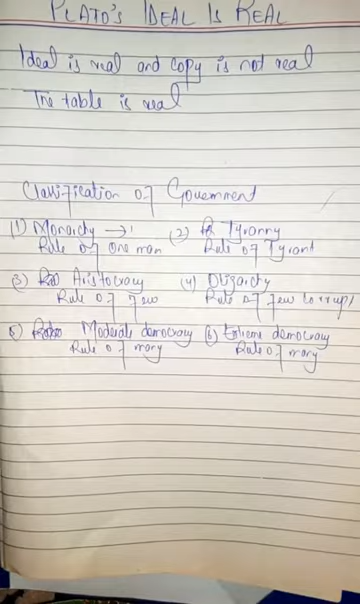 PLATO'S IDEAL IS REAL
Ideal is real and copy is not real
The table is real
Classification of Government
(1) Monarchy → (2) Tyranny
Rule of One man Rule of Tyrant
(3) Aristocracy (4) Oligarchy
Rule of few Rule of few corrupt
5) Moderate democracy (6) Extreme democracy
Rule of many Rule of many